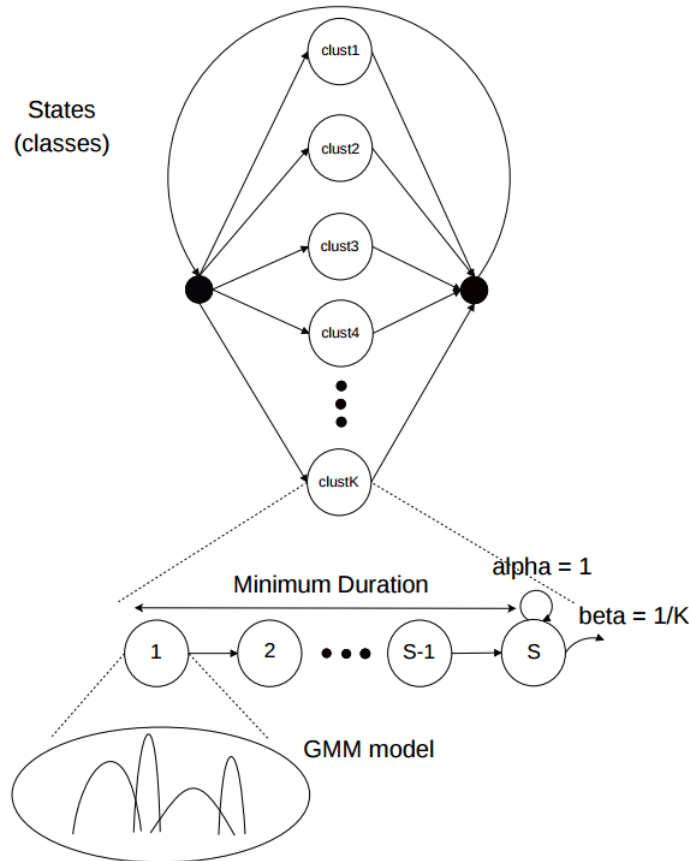 clust1
States
(classes)
clust2
clust3
clust4
clustK
alpha = 1
Minimum Duration
beta = 1/K
1
2
S-1
S
GMM model